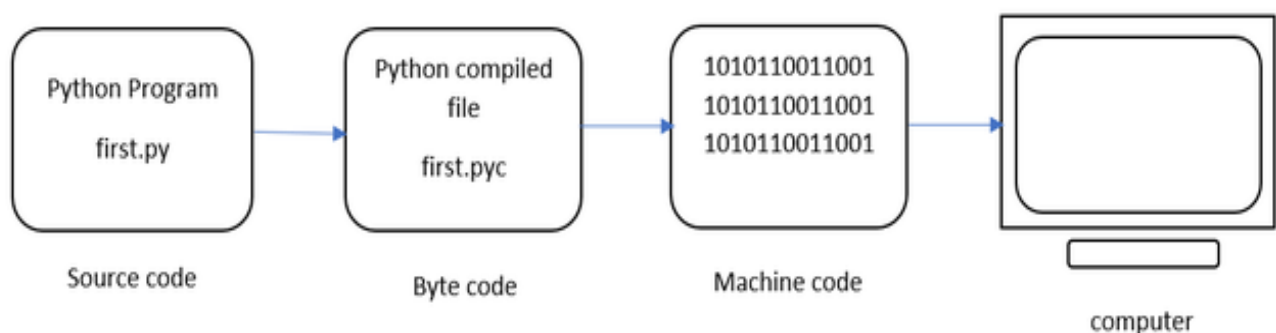 Python Program
first.py
Source code
Python compiled
file
first.pyc
Byte code
1010110011001
1010110011001
1010110011001
Machine code
computer